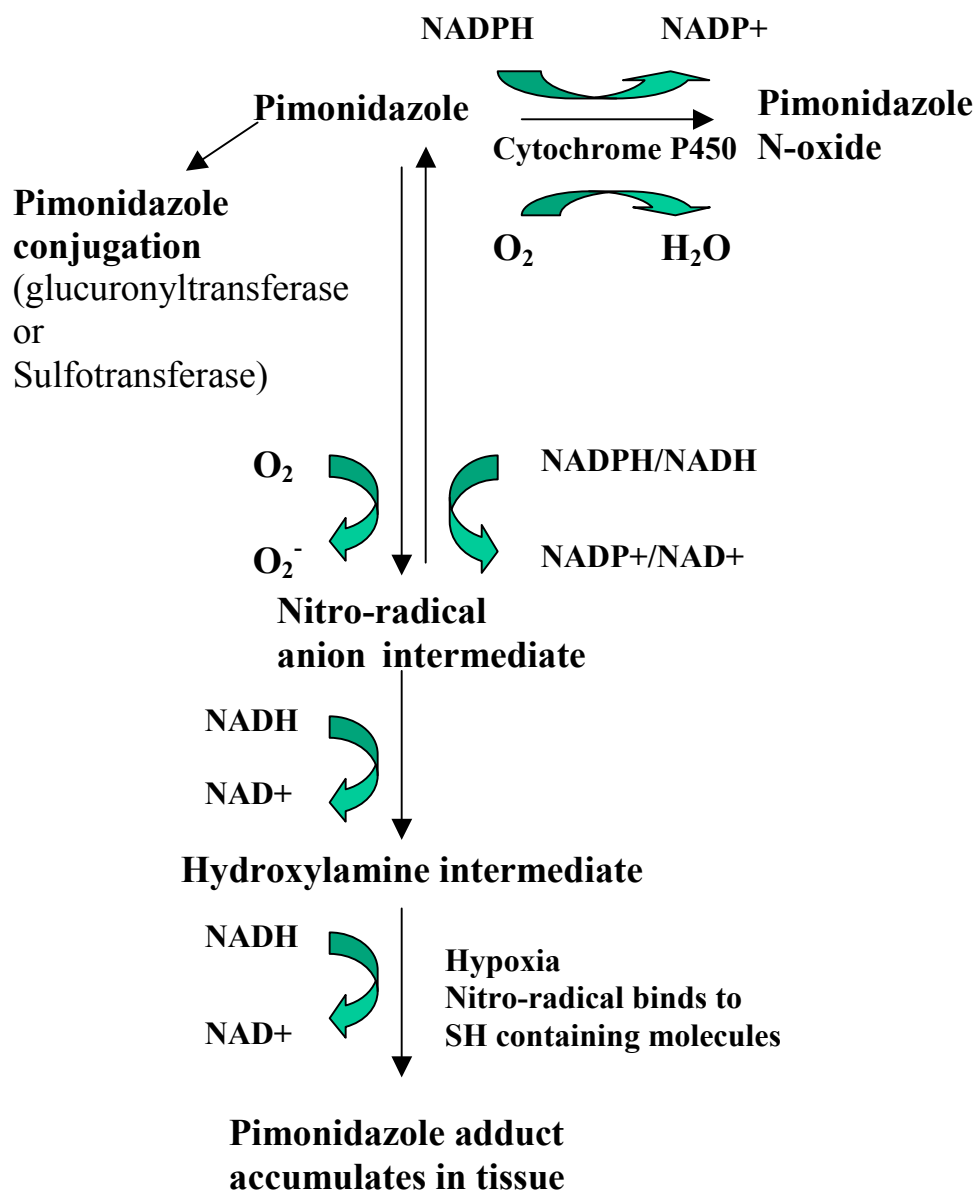 NADPH NADP+
Pimonidazole
Cytochrome P450
Pimonidazole
N-oxide
O₂ H₂O
Pimonidazole
conjugation
(glucuronyltransferase
or
Sulfotransferase)
O₂
O₂⁻
NADPH/NADH
NADP+/NAD+
Nitro-radical
anion intermediate
NADH
NAD+
Hydroxylamine intermediate
NADH
NAD+
Hypoxia
Nitro-radical binds to
SH containing molecules
Pimonidazole adduct
accumulates in tissue